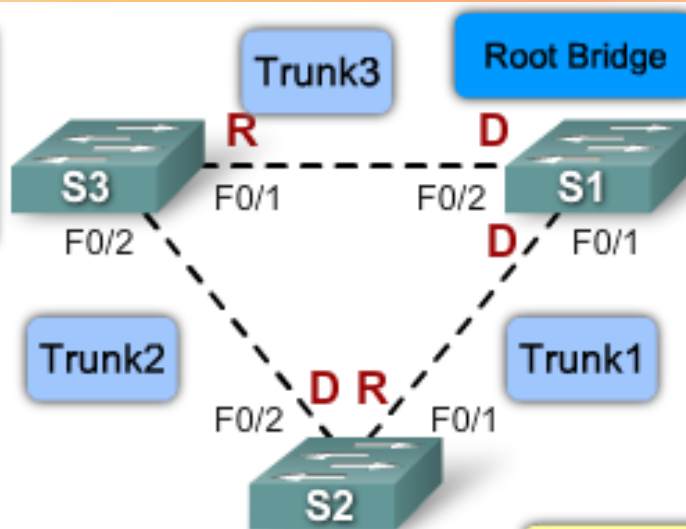 Trunk3
Root Bridge
R
D
S3
S1
F0/1
F0/2
F0/2
D
F0/1
Trunk2
Trunk1
D R
F0/2
F0/1
S2